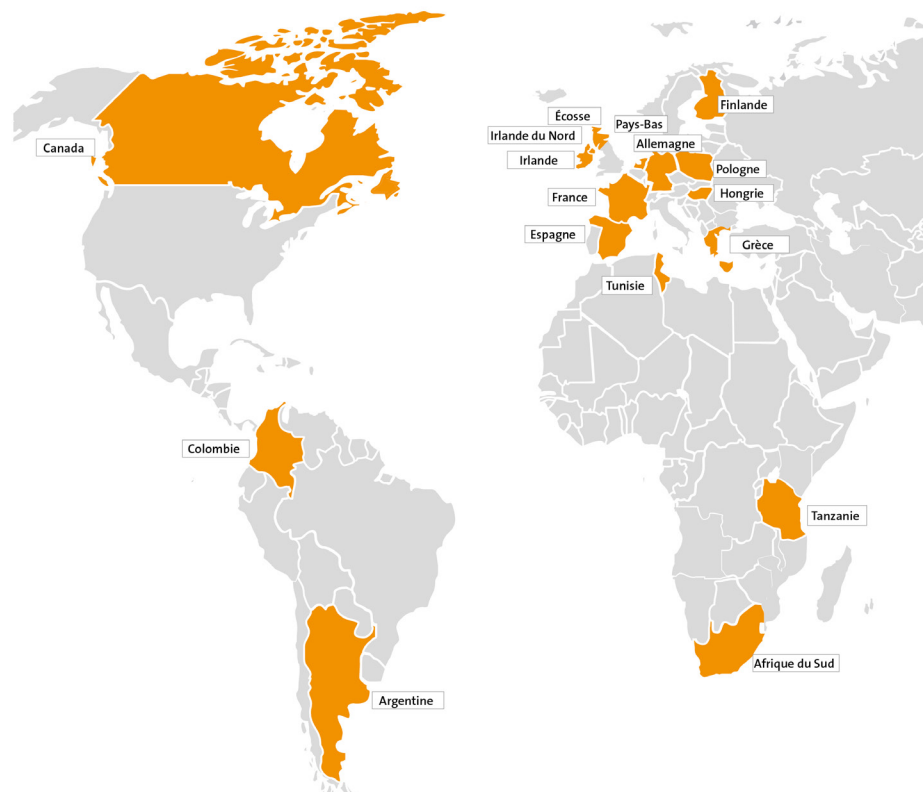 Finlande
Écosse
Pays-Bas
Irlande du Nord
Allemagne
Canada
Irlande
Pologne
Hongrie
France
Espagne
Grèce
Tunisie
Colombie
Tanzanie
Afrique du Sud
Argentine